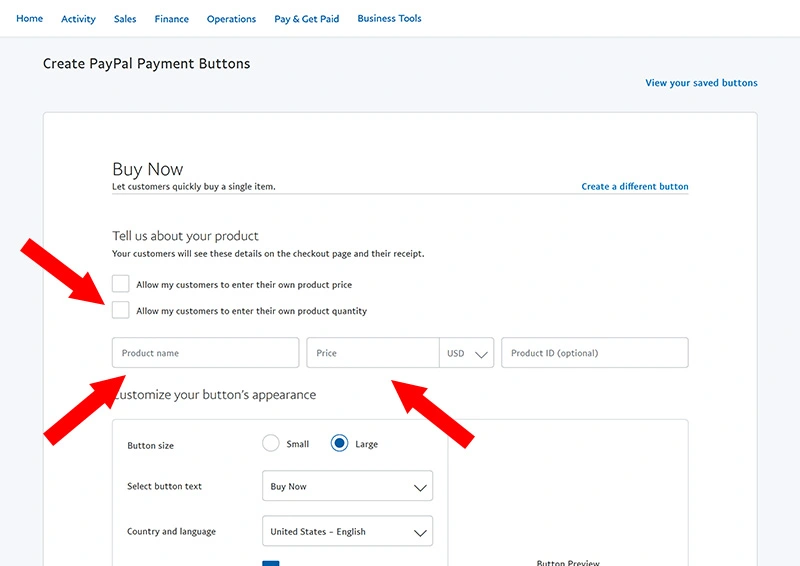 Home Activity Sales Finance Operations Pay & Get Paid Business Tools
Create PayPal Payment Buttons
View your saved buttons
Buy Now
Let customers quickly buy a single item.
Create a different button
Tell us about your product
Your customers will see these details on the checkout page and their receipt.
Allow my customers to enter their own product price
Allow my customers to enter their own product quantity
Product name Price USD Product ID (optional)
Customize your button's appearance
Button size Small Large
Select button text Buy Now
Country and language United States – English
Button Preview